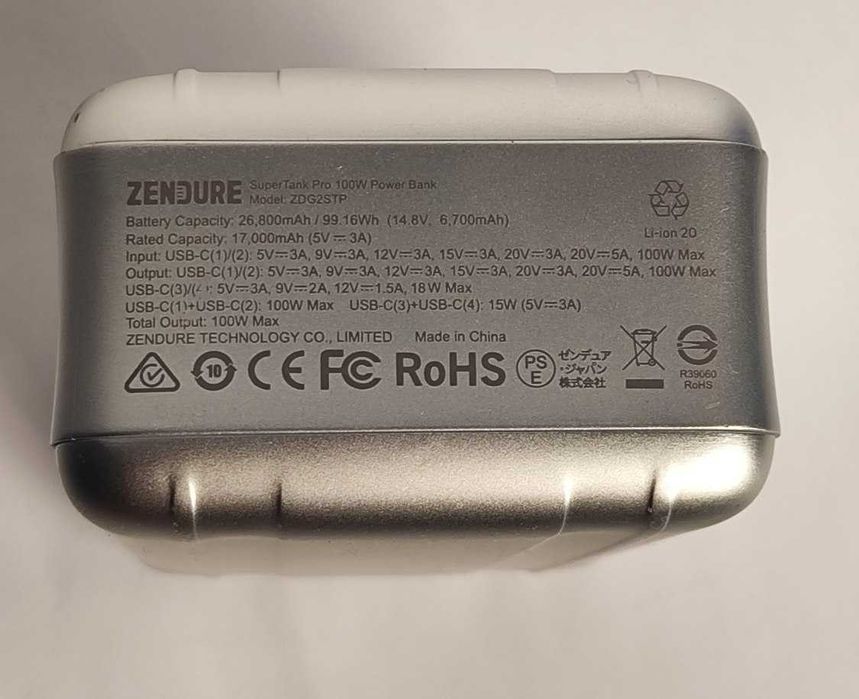 ZENDURE SuperTank Pro 100W Power Bank
Model: ZDG2STP
Battery Capacity: 26,800mAh / 99.16Wh (14.8V, 6,700mAh)
Rated Capacity: 17,000mAh (5V⎓3A)
Input: USB-C(1)/(2): 5V⎓3A, 9V⎓3A, 12V⎓3A, 15V⎓3A, 20V⎓3A, 20V⎓5A, 100W Max
Output: USB-C(1)/(2): 5V⎓3A, 9V⎓3A, 12V⎓3A, 15V⎓3A, 20V⎓3A, 20V⎓5A, 100W Max
USB-C(3)/(4): 5V⎓3A, 9V⎓2A, 12V⎓1.5A, 18W Max
USB-C(1)+USB-C(2): 100W Max USB-C(3)+USB-C(4): 15W (5V⎓3A)
Total Output: 100W Max
ZENDURE TECHNOLOGY CO., LIMITED Made in China
Li-ion 20
10 CE FC RoHS PSE
ゼンデュア
・ジャパン
株式会社
R39060
RoHS